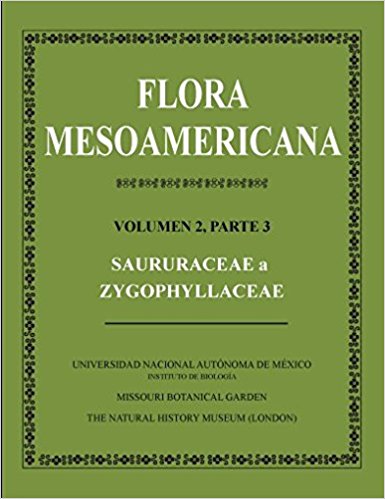 FLORA
MESOAMERICANA
VOLUMEN 2, PARTE 3
SAURURACEAE a
ZYGOPHYLLACEAE
UNIVERSIDAD NACIONAL AUTÓNOMA DE MÉXICO
INSTITUTO DE BIOLOGÍA
MISSOURI BOTANICAL GARDEN
THE NATURAL HISTORY MUSEUM (LONDON)